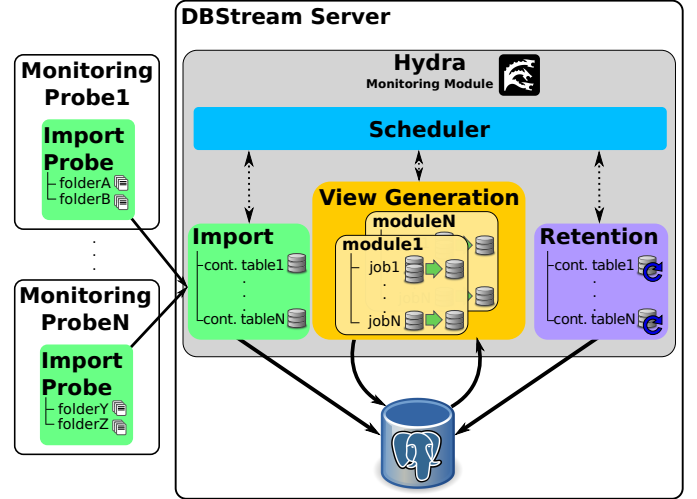 DBStream Server
Hydra
Monitoring Module
Scheduler
Monitoring
Probe1
Import
Probe
folderA
folderB
Monitoring
ProbeN
Import
Probe
folderY
folderZ
Import
cont. table1
cont. tableN
View Generation
moduleN
module1
job1
jobN
Retention
cont. table1
cont. tableN